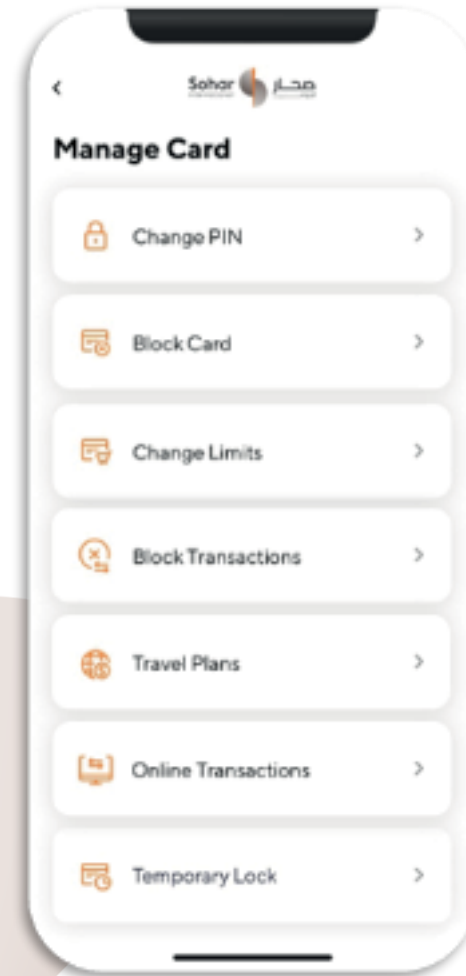 Sohar صحار
Manage Card
Change PIN
Block Card
Change Limits
Block Transactions
Travel Plans
Online Transactions
Temporary Lock